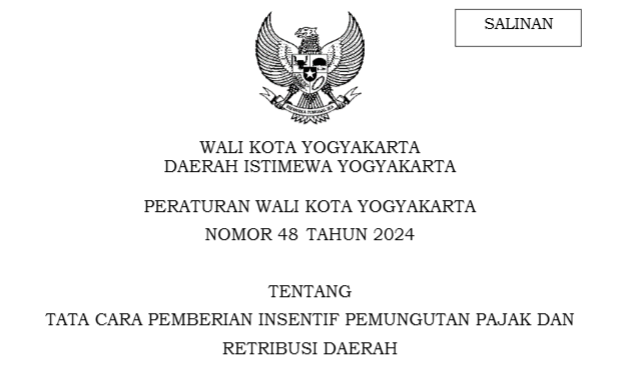 SALINAN
WALI KOTA YOGYAKARTA
DAERAH ISTIMEWA YOGYAKARTA
PERATURAN WALI KOTA YOGYAKARTA
NOMOR 48 TAHUN 2024
TENTANG
TATA CARA PEMBERIAN INSENTIF PEMUNGUTAN PAJAK DAN
RETRIBUSI DAERAH